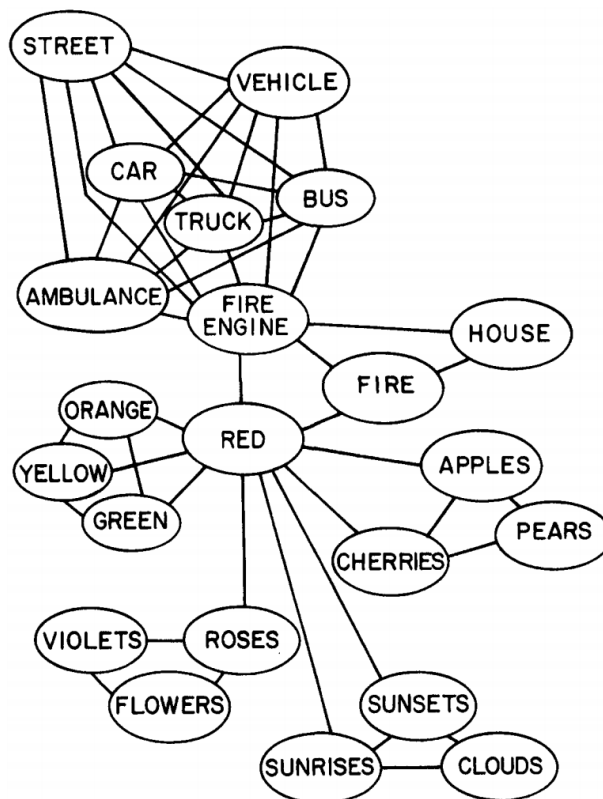 STREET
VEHICLE
CAR
BUS
TRUCK
AMBULANCE
FIRE
ENGINE
HOUSE
FIRE
ORANGE
RED
YELLOW
APPLES
GREEN
PEARS
CHERRIES
VIOLETS
ROSES
FLOWERS
SUNSETS
SUNRISES
CLOUDS